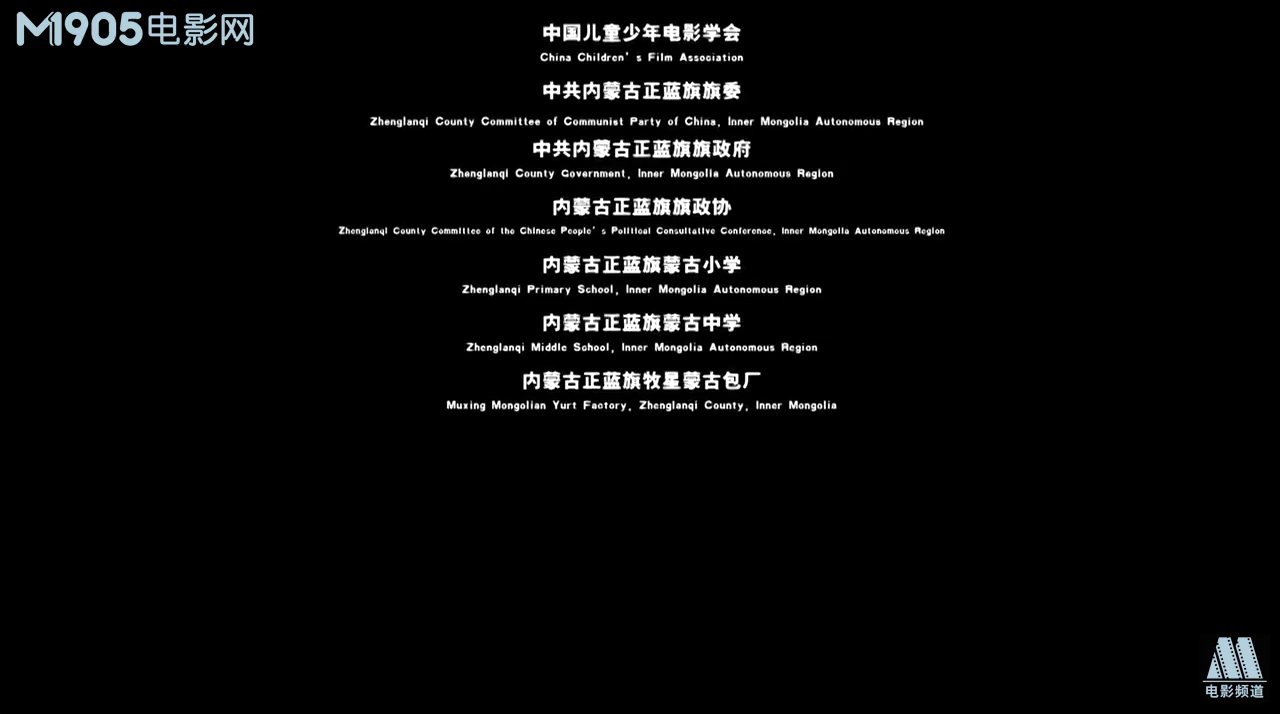 M1905电影网
中国儿童少年电影学会
China Children's Film Association
中共内蒙古正蓝旗旗委
Zhenglanqi County Committee of Communist Party of China, Inner Mongolia Autonomous Region
中共内蒙古正蓝旗旗政府
Zhenglanqi County Government, Inner Mongolia Autonomous Region
内蒙古正蓝旗旗政协
Zhenglanqi County Committee of the Chinese People's Political Consultative Conference, Inner Mongolia Autonomous Region
内蒙古正蓝旗蒙古小学
Zhenglanqi Primary School, Inner Mongolia Autonomous Region
内蒙古正蓝旗蒙古中学
Zhenglanqi Middle School, Inner Mongolia Autonomous Region
内蒙古正蓝旗牧星蒙古包厂
Muxing Mongolian Yurt Factory, Zhenglanqi County, Inner Mongolia
电影频道